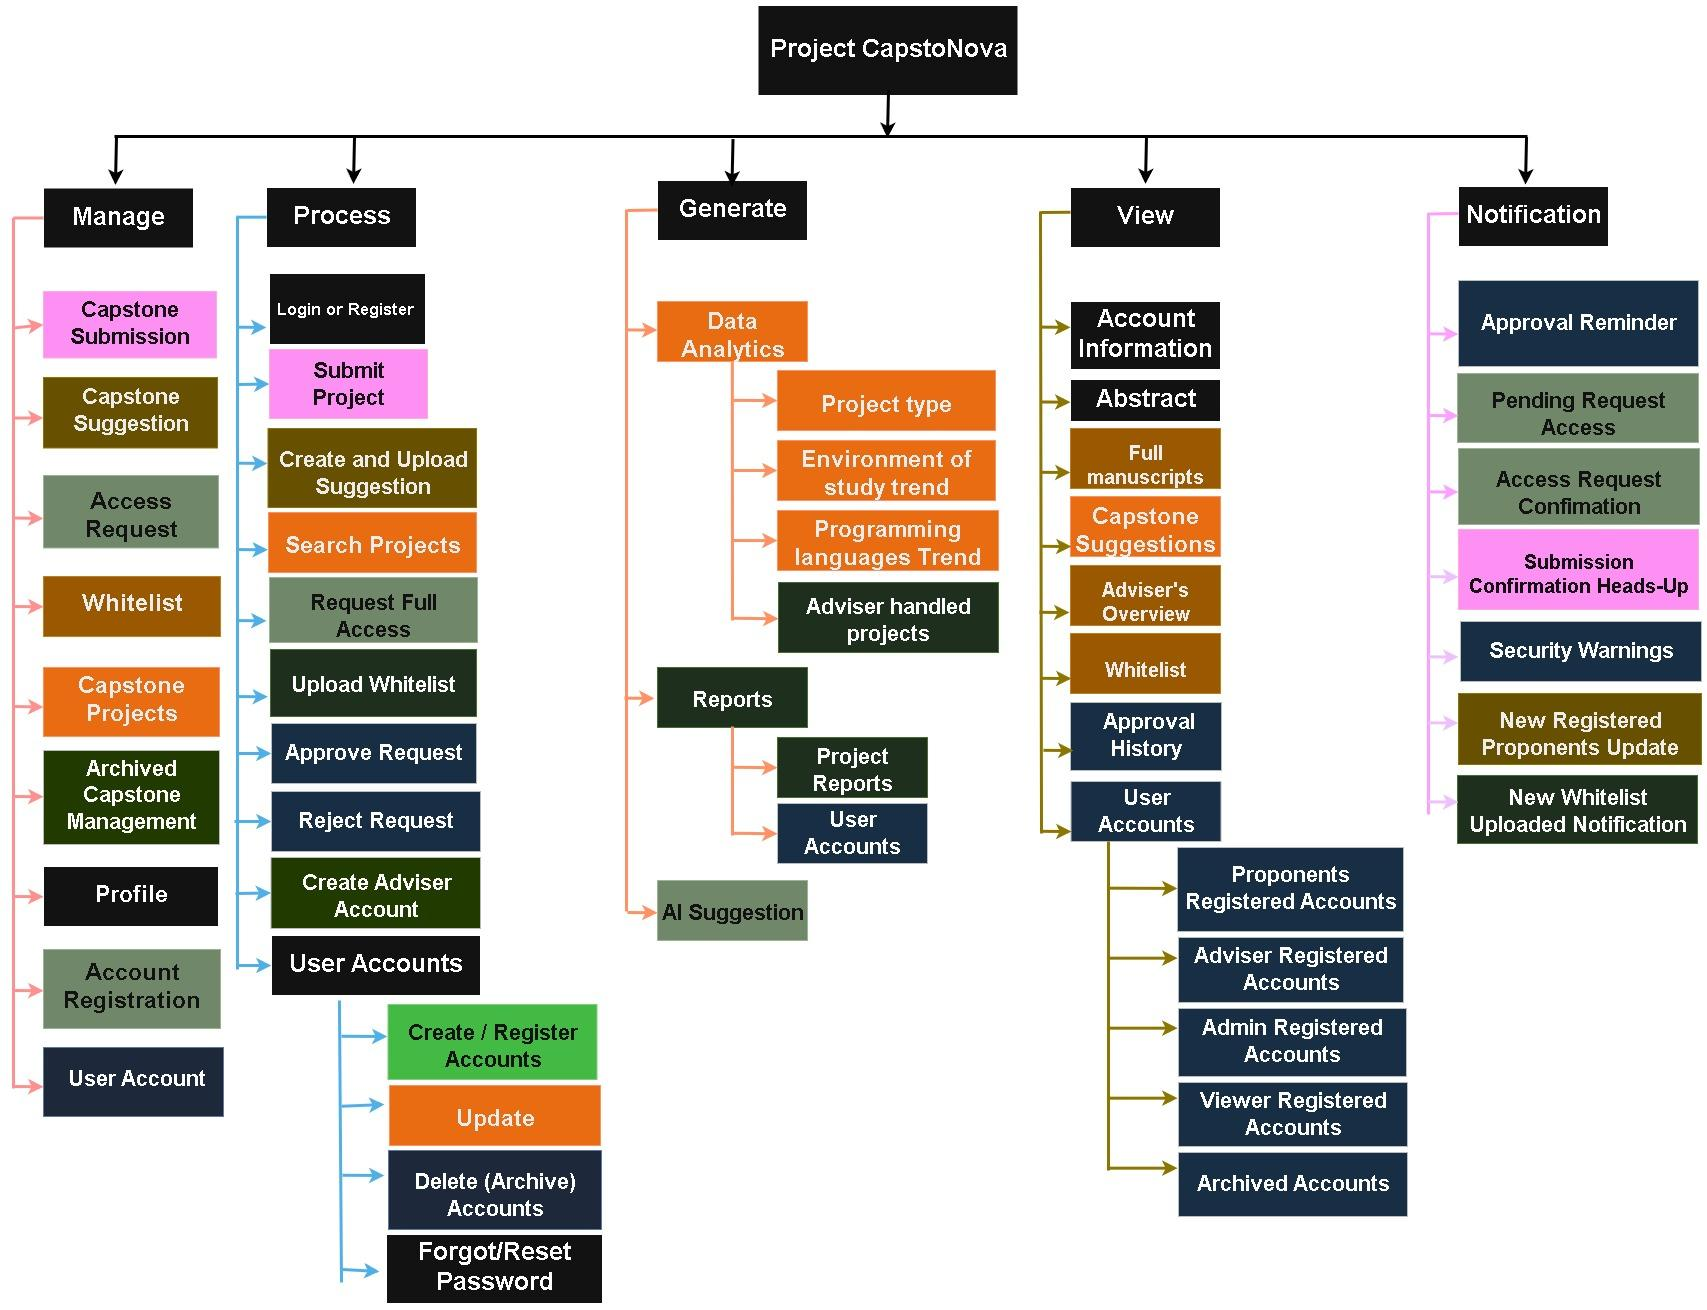 Project CapstoNova
Manage
Capstone
Submission
Capstone
Suggestion
Access
Request
Whitelist
Capstone
Projects
Archived
Capstone
Management
Profile
Account
Registration
User Account
Process
Login or Register
Submit
Project
Create and Upload
Suggestion
Search Projects
Request Full
Access
Upload Whitelist
Approve Request
Reject Request
Create Adviser
Account
User Accounts
Create / Register
Accounts
Update
Delete (Archive)
Accounts
Forgot/Reset
Password
Generate
Data
Analytics
Project type
Environment of
study trend
Programming
languages Trend
Adviser handled
projects
Reports
Project
Reports
User
Accounts
AI Suggestion
View
Account
Information
Abstract
Full
manuscripts
Capstone
Suggestions
Adviser's
Overview
Whitelist
Approval
History
User
Accounts
Proponents
Registered Accounts
Adviser Registered
Accounts
Admin Registered
Accounts
Viewer Registered
Accounts
Archived Accounts
Notification
Approval Reminder
Pending Request
Access
Access Request
Confimation
Submission
Confirmation Heads-Up
Security Warnings
New Registered
Proponents Update
New Whitelist
Uploaded Notification